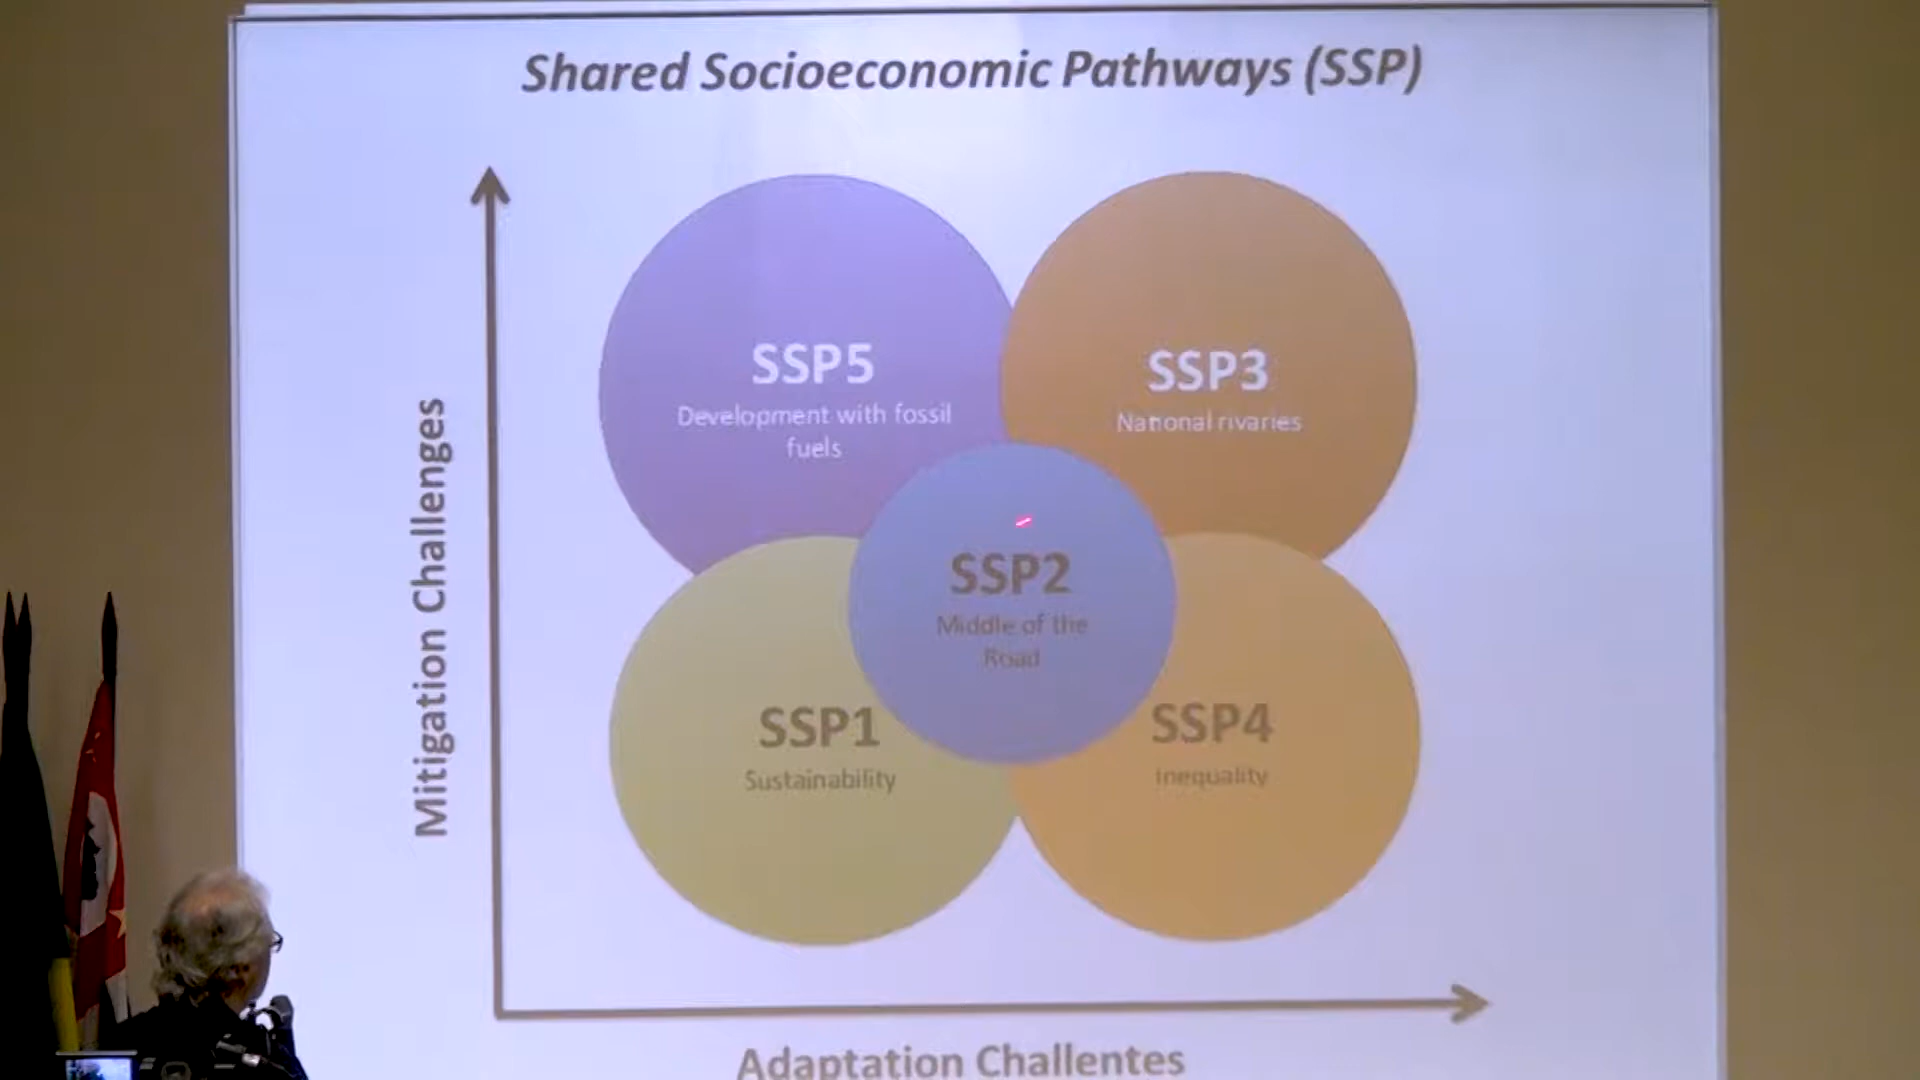 Shared Socioeconomic Pathways (SSP)
Mitigation Challenges
SSP5
Development with fossil
fuels
SSP3
National rivaries
SSP2
Middle of the
Road
SSP1
Sustainability
SSP4
Inequality
Adaptation Challentes